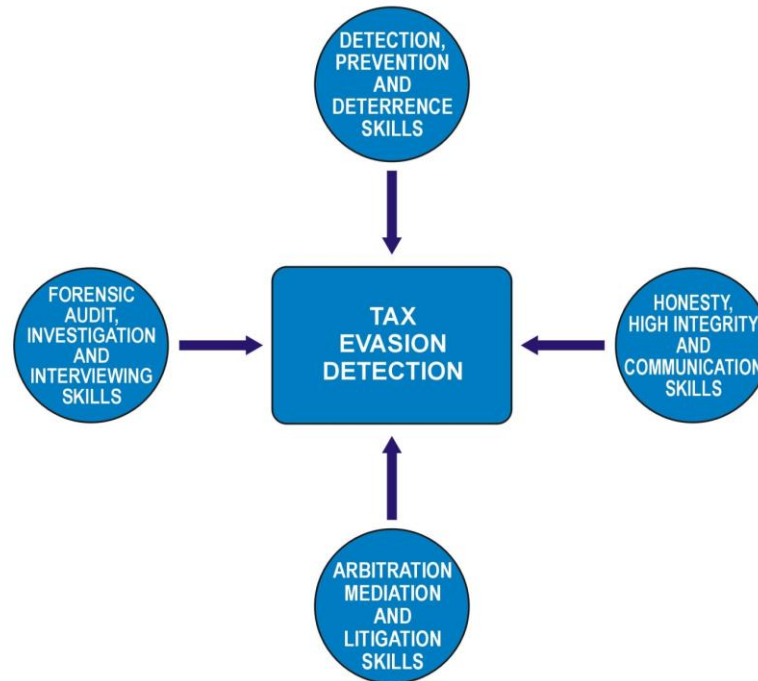 DETECTION,
PREVENTION
AND
DETERRENCE
SKILLS
FORENSIC
AUDIT,
INVESTIGATION
AND
INTERVIEWING
SKILLS
TAX
EVASION
DETECTION
HONESTY,
HIGH INTEGRITY
AND
COMMUNICATION
SKILLS
ARBITRATION
MEDIATION
AND
LITIGATION
SKILLS